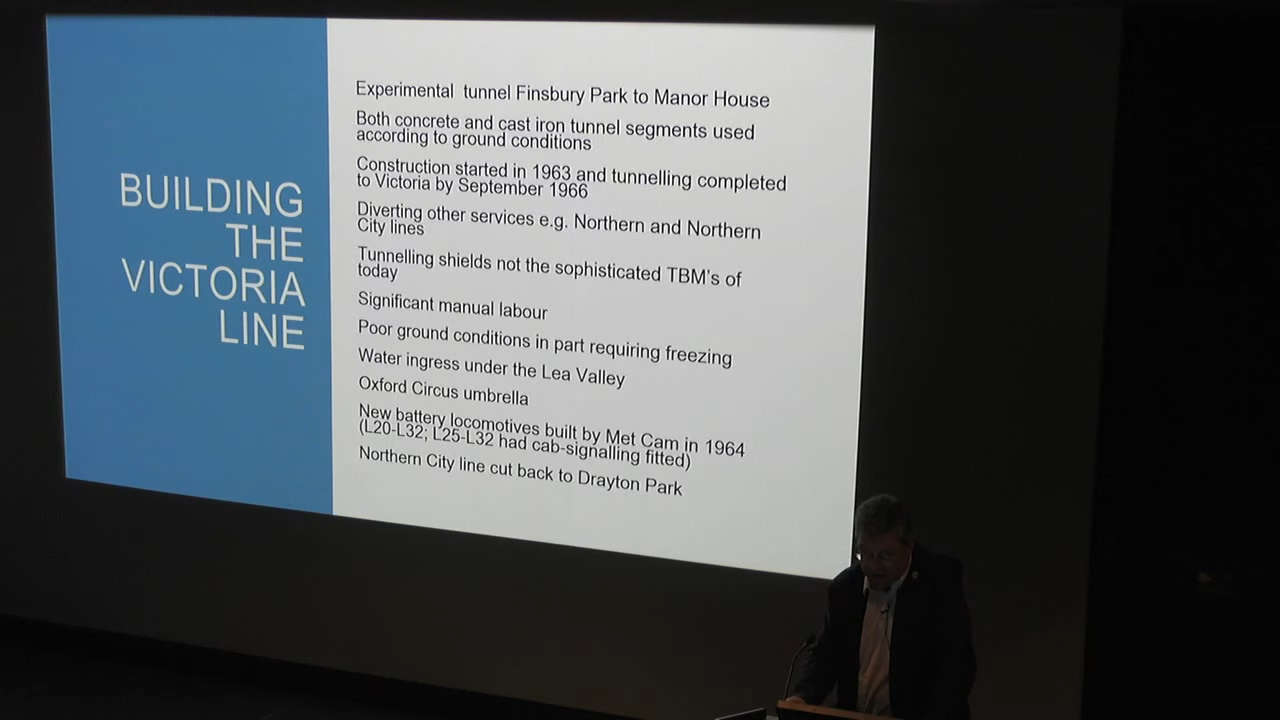 BUILDING
THE
VICTORIA
LINE
Experimental tunnel Finsbury Park to Manor House
Both concrete and cast iron tunnel segments used
according to ground conditions
Construction started in 1963 and tunnelling completed
to Victoria by September 1966
Diverting other services e.g. Northern and Northern
City lines
Tunnelling shields not the sophisticated TBM's of
today
Significant manual labour
Poor ground conditions in part requiring freezing
Water ingress under the Lea Valley
Oxford Circus umbrella
New battery locomotives built by Met Cam in 1964
(L20-L32; L25-L32 had cab-signalling fitted)
Northern City line cut back to Drayton Park